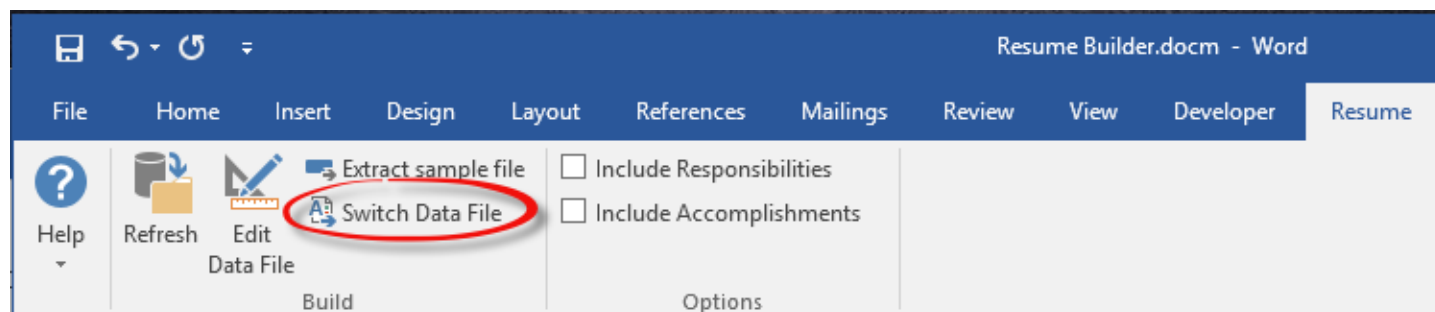 Resume Builder.docm - Word
File Home Insert Design Layout References Mailings Review View Developer Resume
Extract sample file Include Responsibilities
Switch Data File Include Accomplishments
Help Refresh Edit
Data File
Build Options